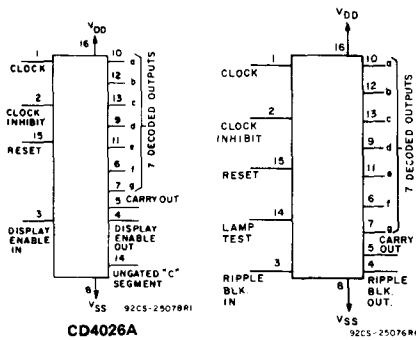 VDD
16
1
CLOCK
2
CLOCK
INHIBIT
15
RESET
3
DISPLAY
ENABLE
IN
10 a
12 b
13 c
9 d
11 e
6 f
7 g
7 DECODED OUTPUTS
5
CARRY OUT
4
DISPLAY
ENABLE
OUT
14
UNGATED "C"
SEGMENT
8
VSS
92CS-25078R1
CD4026A
VDD
16
1
CLOCK
2
CLOCK
INHIBIT
15
RESET
14
LAMP
TEST
3
RIPPLE
BLK.
IN
10 a
12 b
13 c
9 d
11 e
6 f
7 g
7 DECODED OUTPUTS
CARRY
OUT
5
4
RIPPLE
BLK.
OUT.
8
VSS
92CS-25076R